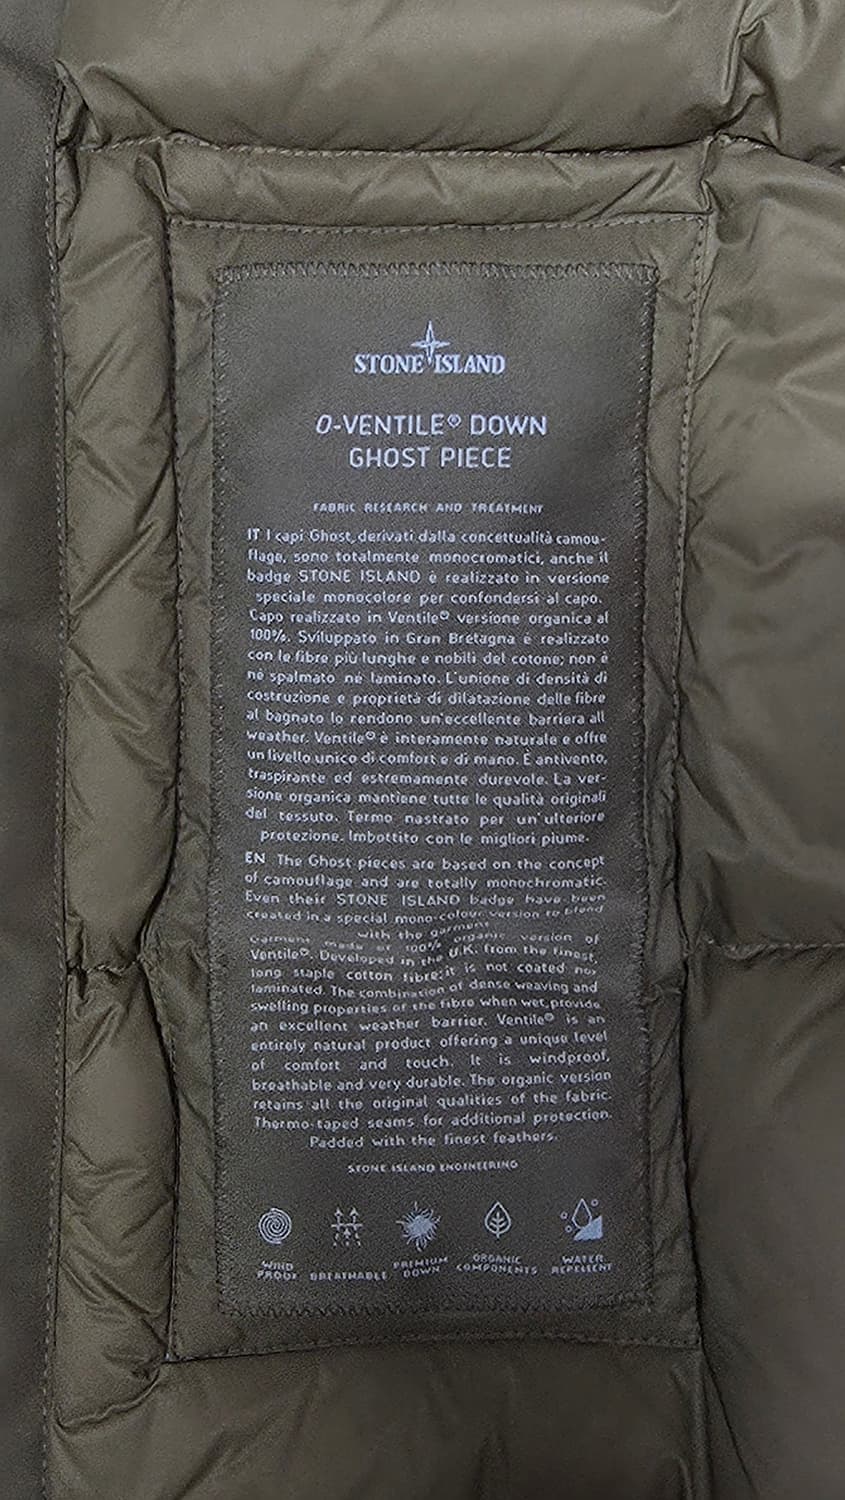 STONE ISLAND
O-VENTILE® DOWN
GHOST PIECE
FABRIC RESEARCH AND TREATMENT
IT I capi Ghost, derivati dalla concettualità camou-
flage, sono totalmente monocromatici, anche il
badge STONE ISLAND è realizzato in versione
speciale monocolore per confondersi al capo.
Capo realizzato in Ventile® versione organica al
100%. Sviluppato in Gran Bretagna è realizzato
con le fibre più lunghe e nobili del cotone; non è
né spalmato né laminato. L'unione di densità di
costruzione e proprietà di dilatazione delle fibre
al bagnato lo rendono un'eccellente barriera all
weather. Ventile® è interamente naturale e offre
un livello unico di comfort e di mano. È antivento,
traspirante ed estremamente durevole. La ver-
sione organica mantiene tutte le qualità originali
del tessuto. Termo nastrato per un'ulteriore
protezione. Imbottito con le migliori piume.
EN The Ghost pieces are based on the concept
of camouflage and are totally monochromatic.
Even their STONE ISLAND badge have been
created in a special mono-colour version to blend
with the garment.
Garment made of 100% organic version of
Ventile®. Developed in the U.K. from the finest,
long staple cotton fibre; it is not coated nor
laminated. The combination of dense weaving and
swelling properties of the fibre when wet, provide
an excellent weather barrier. Ventile® is an
entirely natural product offering a unique level
of comfort and touch. It is windproof,
breathable and very durable. The organic version
retains all the original qualities of the fabric.
Thermo-taped seams for additional protection.
Padded with the finest feathers.
STONE ISLAND ENGINEERING
WIND PROOF
BREATHABLE
PREMIUM DOWN
ORGANIC COMPONENTS
WATER REPELLENT